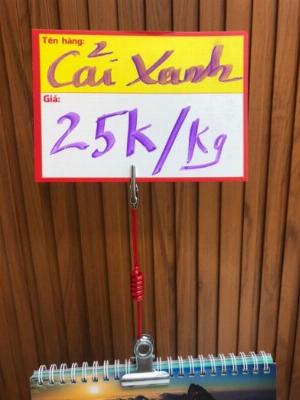 Tên hàng:
Cải Xanh
Giá:
25k/kg